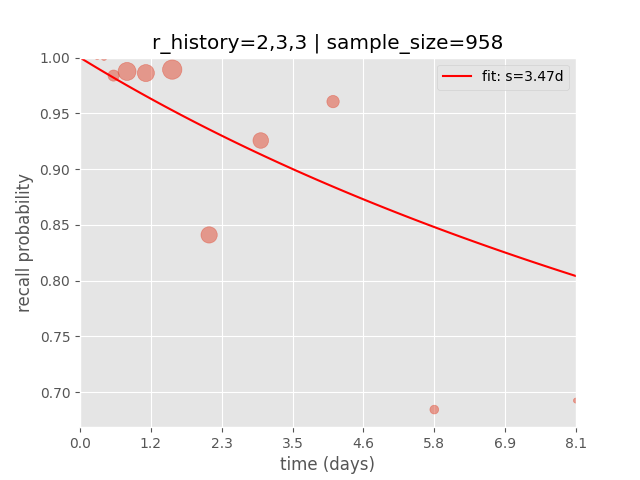 r_history=2,3,3 | sample_size=958
fit: s=3.47d
1.00
0.95
0.90
0.85
0.80
0.75
0.70
recall probability
0.0 1.2 2.3 3.5 4.6 5.8 6.9 8.1
time (days)